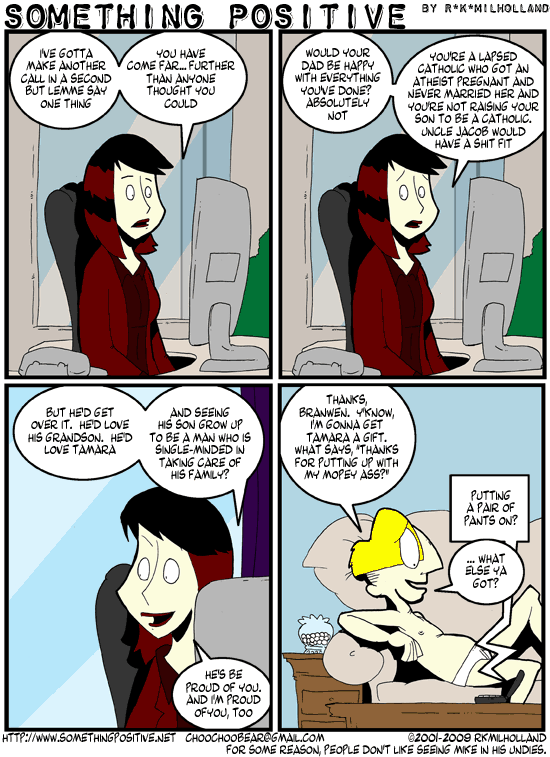 SOMETHING POSITIVE BY R*K*MILHOLLAND
I'VE GOTTA
MAKE ANOTHER
CALL IN A SECOND
BUT LEMME SAY
ONE THING
YOU HAVE
COME FAR... FURTHER
THAN ANYONE
THOUGHT YOU
COULD
WOULD YOUR
DAD BE HAPPY
WITH EVERYTHING
YOU'VE DONE?
ABSOLUTELY
NOT
YOU'RE A LAPSED
CATHOLIC WHO GOT AN
ATHEIST PREGNANT AND
NEVER MARRIED HER AND
YOU'RE NOT RAISING YOUR
SON TO BE A CATHOLIC.
UNCLE JACOB WOULD
HAVE A SHIT FIT
BUT HE'D GET
OVER IT. HE'D LOVE
HIS GRANDSON. HE'D
LOVE TAMARA
AND SEEING
HIS SON GROW UP
TO BE A MAN WHO IS
SINGLE-MINDED IN
TAKING CARE OF
HIS FAMILY?
HE'S BE
PROUD OF YOU.
AND I'M PROUD
OFYOU, TOO
THANKS,
BRANWEN. Y'KNOW,
I'M GONNA GET
TAMARA A GIFT.
WHAT SAYS, "THANKS
FOR PUTTING UP WITH
MY MOPEY ASS?"
PUTTING
A PAIR OF
PANTS ON?
... WHAT
ELSE YA
GOT?
HTTP://WWW.SOMETHINGPOSITIVE.NET CHOOCHOOBEAR@GMAIL.COM ©2001-2009 RKMILHOLLAND
FOR SOME REASON, PEOPLE DON'T LIKE SEEING MIKE IN HIS UNDIES.